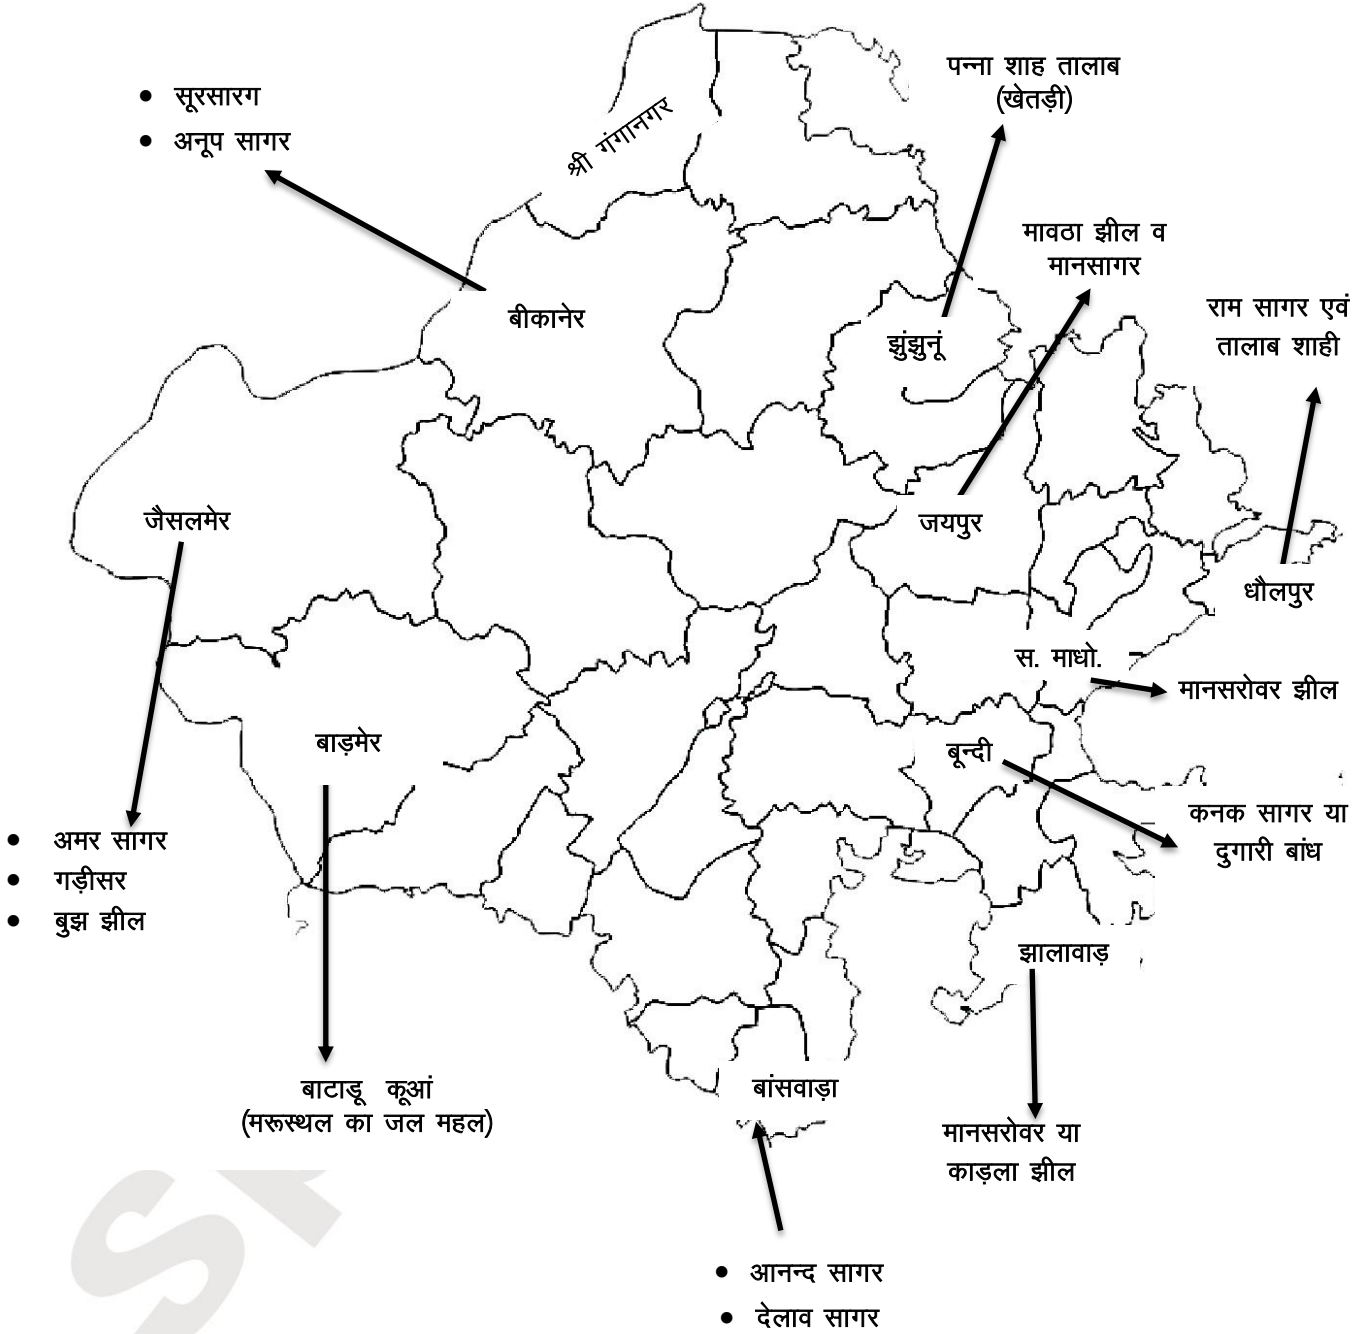 पन्ना शाह तालाब
(खेतड़ी)
• सूरसारग
• अनूप सागर
श्री गंगानगर
मावठा झील व
मानसागर
राम सागर एवं
तालाब शाही
बीकानेर
झुंझुनूं
जैसलमेर
जयपुर
धौलपुर
स. माधो.
मानसरोवर झील
बाड़मेर
बून्दी
कनक सागर या
दुगारी बांध
• अमर सागर
• गड़ीसर
• बुझ झील
झालावाड़
बाटाडू कूआं
(मरूस्थल का जल महल)
बांसवाड़ा
मानसरोवर या
काड़ला झील
• आनन्द सागर
• देलाव सागर